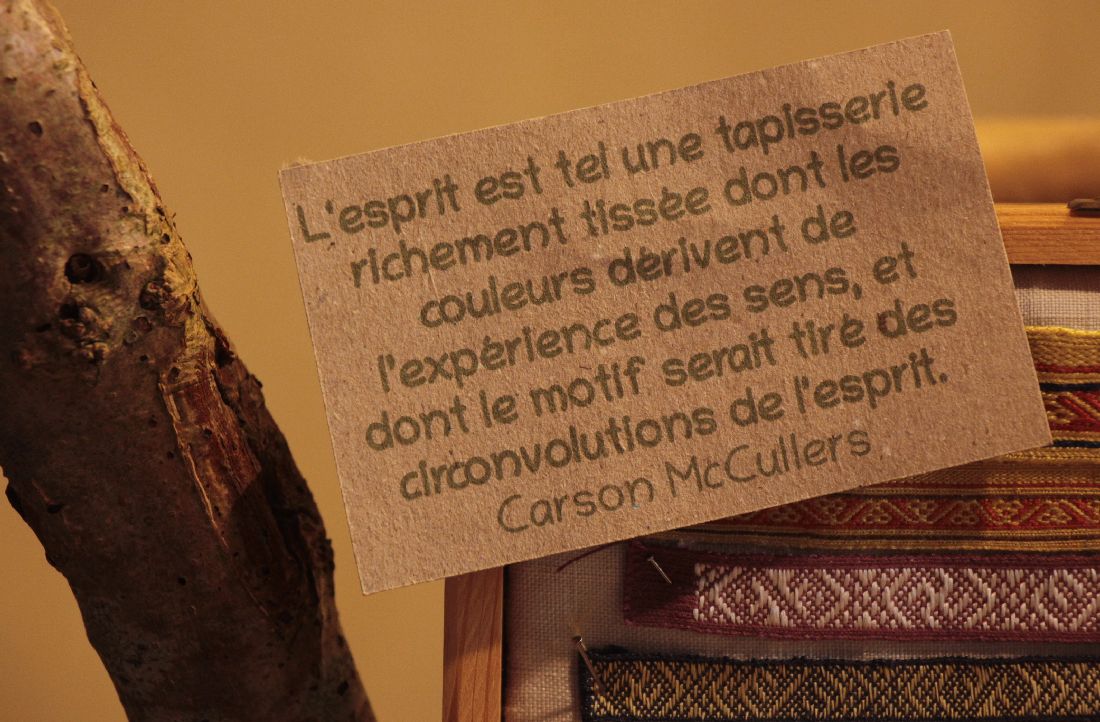 L'esprit est tel une tapisserie
richement tissée dont les
couleurs dérivent de
l'expérience des sens, et
dont le motif serait tiré des
circonvolutions de l'esprit.
Carson McCullers